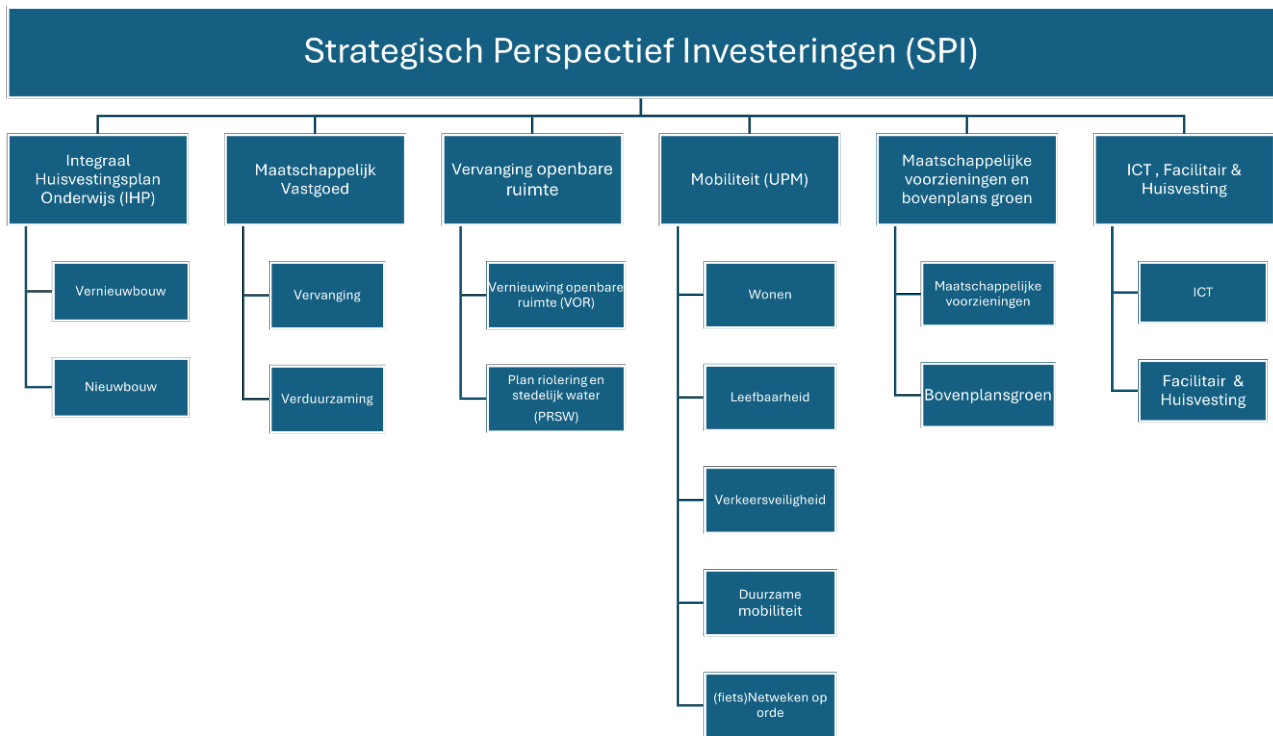 Strategisch Perspectief Investeringen (SPI)
Integraal
Huisvestingsplan
Onderwijs (IHP)
Vernieuwbouw
Nieuwbouw
Maatschappelijk
Vastgoed
Vervanging
Verduurzaming
Vervanging openbare
ruimte
Vernieuwing openbare
ruimte (VOR)
Plan riolering en
stedelijk water
(PRSW)
Mobiliteit (UPM)
Wonen
Leefbaarheid
Verkeersveiligheid
Duurzame
mobiliteit
(fiets)Netweken op
orde
Maatschappelijke
voorzieningen en
bovenplans groen
Maatschappelijke
voorzieningen
Bovenplansgroen
ICT , Facilitair &
Huisvesting
ICT
Facilitair &
Huisvesting